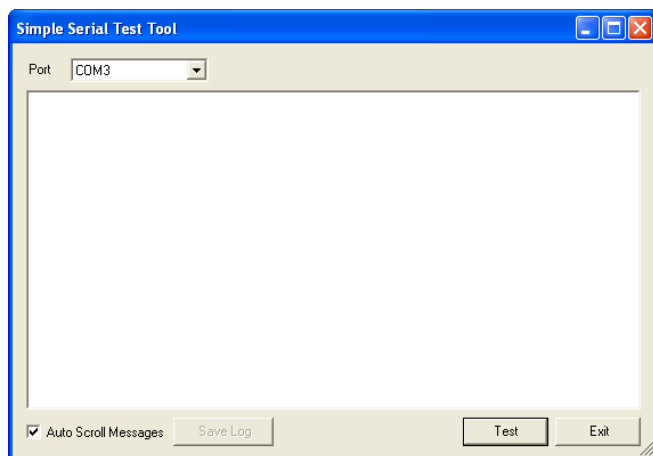 Simple Serial Test Tool
Port COM3
Auto Scroll Messages Save Log Test Exit